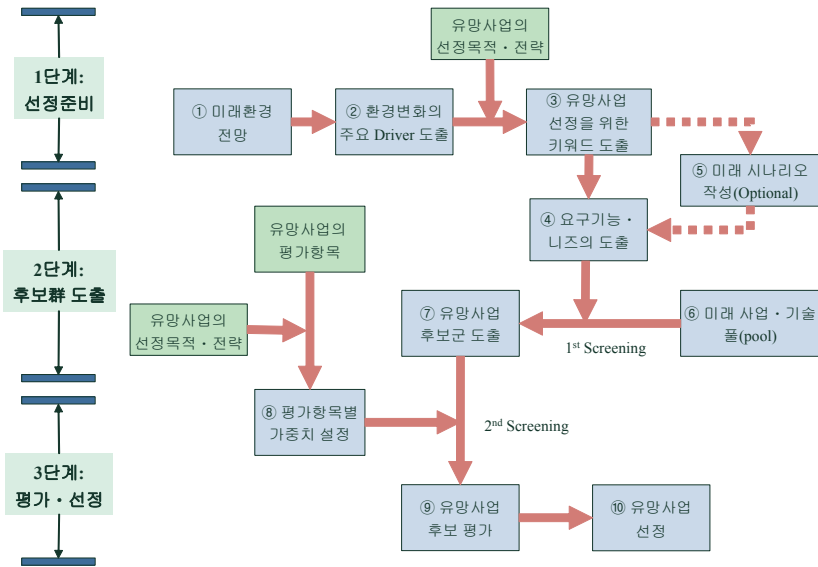 1단계:
선정준비
유망사업의
선정목적・전략
① 미래환경
전망
② 환경변화의
주요 Driver 도출
③ 유망사업
선정을 위한
키워드 도출
⑤ 미래 시나리오
작성(Optional)
2단계:
후보群 도출
유망사업의
평가항목
④ 요구기능・
니즈의 도출
유망사업의
선정목적・전략
⑦ 유망사업
후보군 도출
1st Screening
⑥ 미래 사업・기술
풀(pool)
3단계:
평가・선정
⑧ 평가항목별
가중치 설정
2nd Screening
⑨ 유망사업
후보 평가
⑩ 유망사업
선정